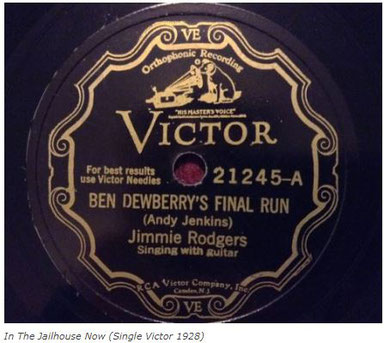 VE
Orthophonic Recording
"HIS MASTER'S VOICE"
VICTOR
For best results
use Victor Needles
21245-A
BEN DEWBERRY'S FINAL RUN
(Andy Jenkins)
Jimmie Rodgers
Singing with guitar
RCA Victor Company, Inc.
Camden, N.J.
VE
In The Jailhouse Now (Single Victor 1928)